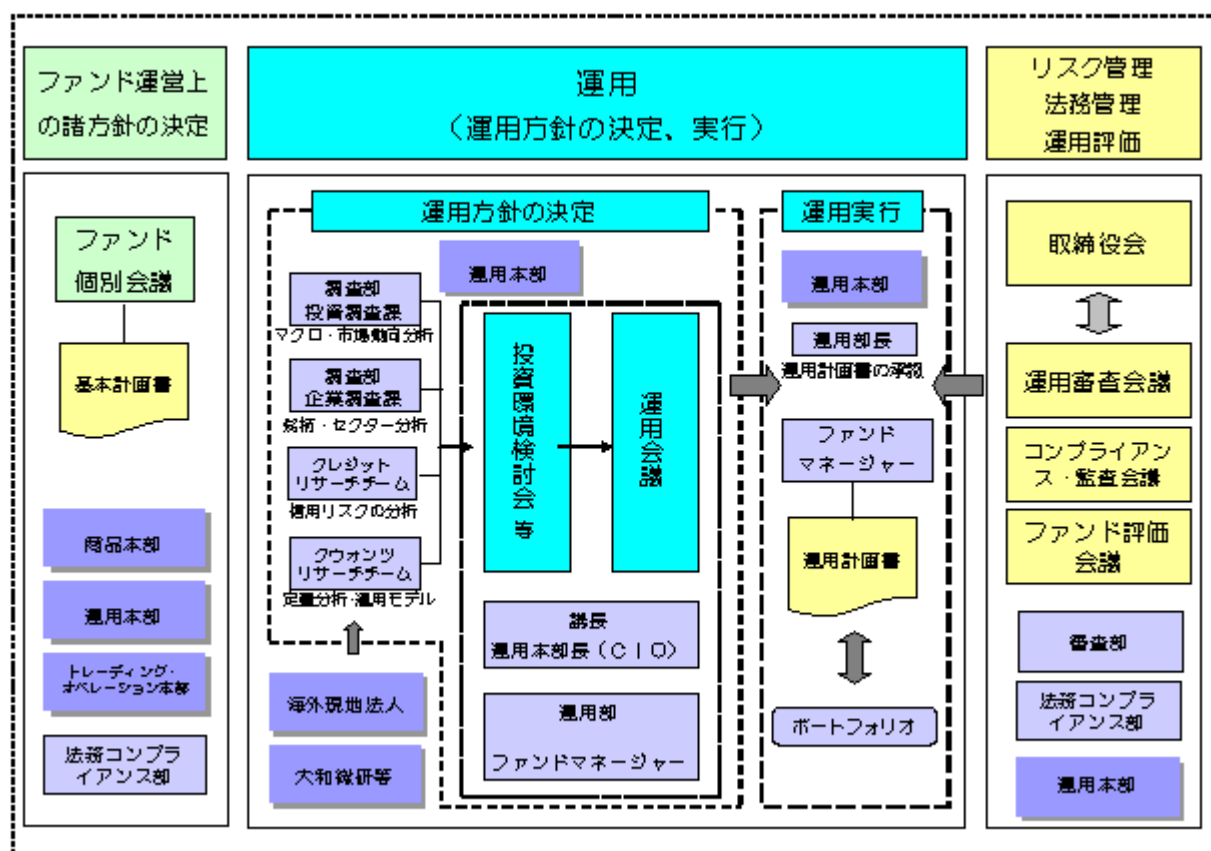 ファンド運営上
の諸方針の決定
運用
（運用方針の決定、実行）
リスク管理
法務管理
運用評価
ファンド
個別会議
基本計画書
商品本部
運用本部
トレーディング・
オペレーション本部
法務コンプラ
イアンス部
運用方針の決定
運用本部
調査部
投資調査課
マクロ・市場動向分析
調査部
企業調査課
銘柄・セクター分析
クレジット
リサーチチーム
信用リスクの分析
クウォンツ
リサーチチーム
定量分析・運用モデル
海外現地法人
大和総研等
投資環境検討会 等
運用会議
議長
運用本部長（ＣＩＯ）
運用部
ファンドマネージャー
運用実行
運用本部
運用部長
運用計画書の承認
ファンド
マネージャー
運用計画書
ポートフォリオ
取締役会
運用審査会議
コンプライアン
ス・監査会議
ファンド評価
会議
審査部
法務コンプラ
イアンス部
運用本部